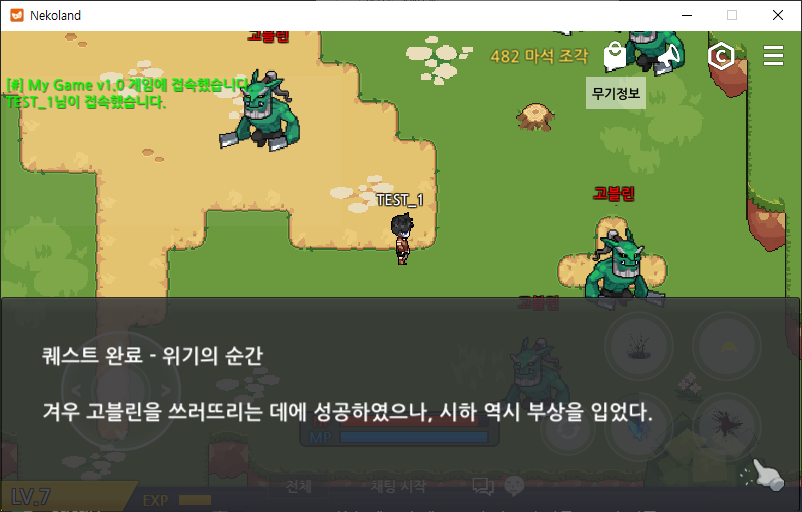 Nekoland
고블린
482 마석 조각
[#] My Game v1.0 게임에 접속했습니다
TEST_1님이 접속했습니다.
무기정보
TEST_1
고블린
고블린
퀘스트 완료 - 위기의 순간
겨우 고블린을 쓰러뜨리는 데에 성공하였으나, 시하 역시 부상을 입었다.
MP
전체
채팅 시작
LV.7
EXP